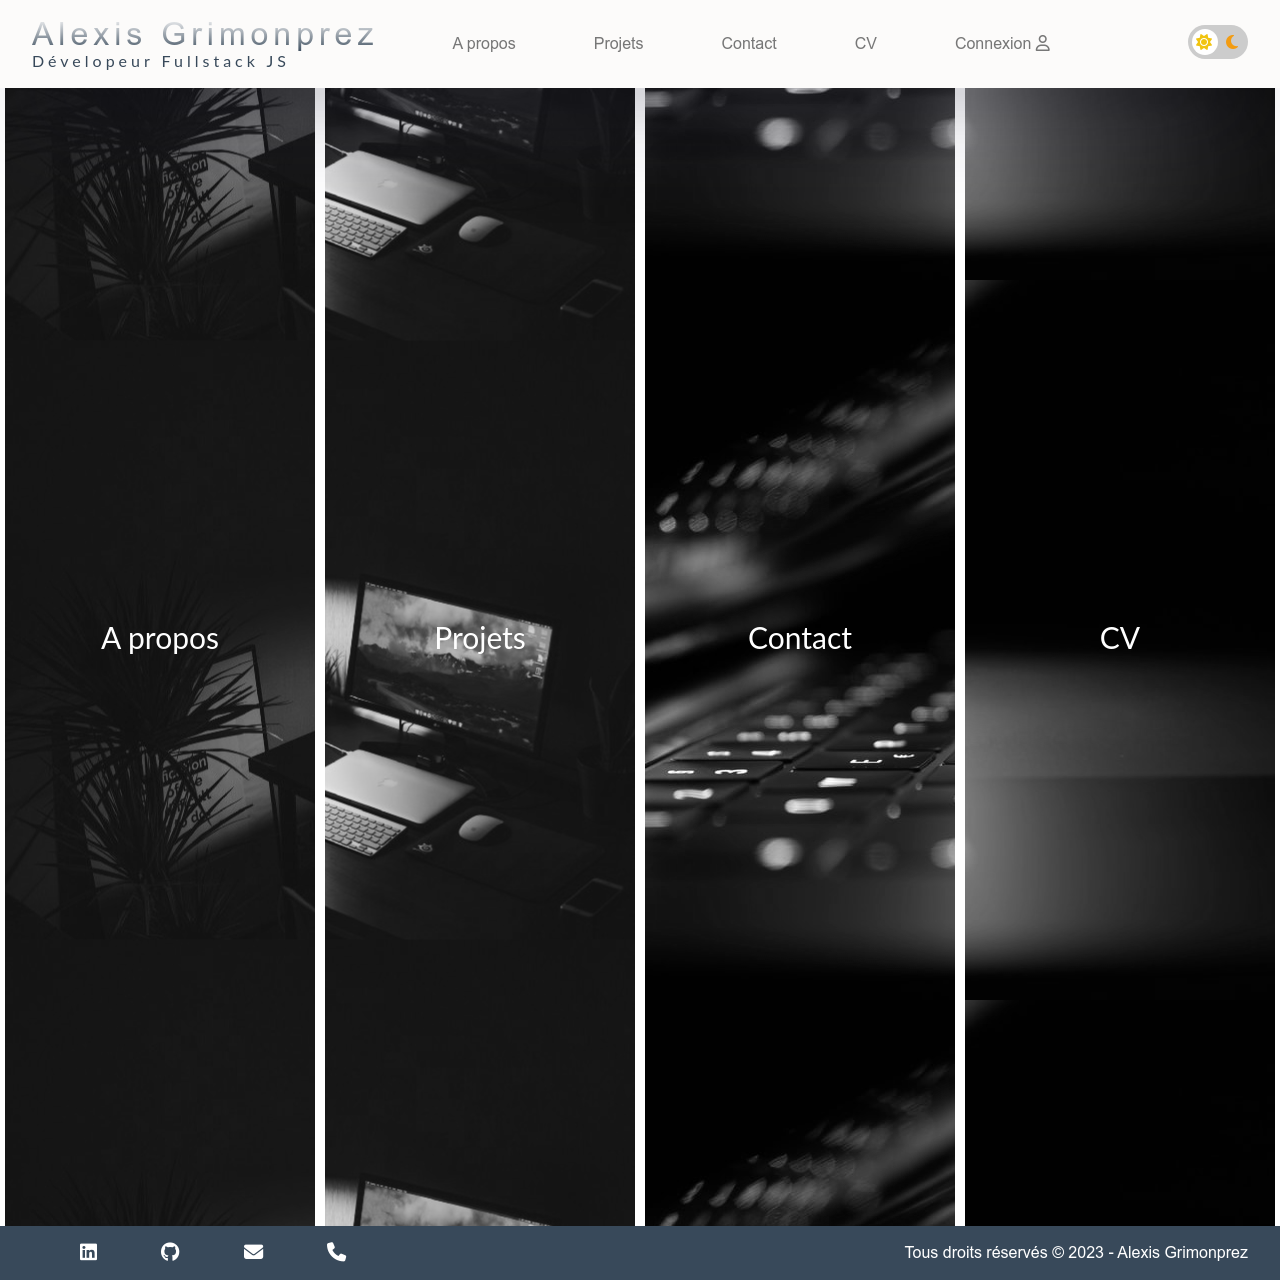 Alexis Grimonprez
Dévelopeur Fullstack JS
A propos
Projets
Contact
CV
Connexion
A propos
Projets
Contact
CV
Tous droits réservés © 2023 - Alexis Grimonprez